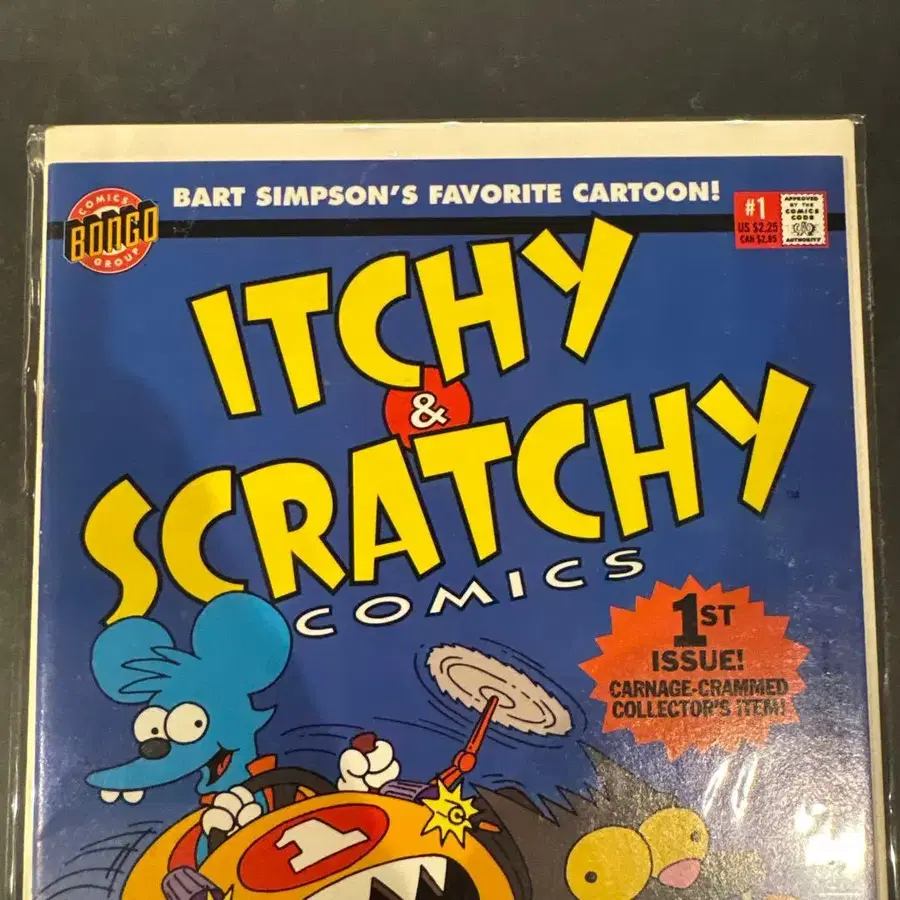 BART SIMPSON'S FAVORITE CARTOON!
COMICS
BONGO
GROUP
#1
US $2.25
CAN $2.85
APPROVED
BY THE
COMICS
CODE
AUTHORITY
ITCHY
&
SCRATCHY
COMICS
1ST
ISSUE!
CARNAGE-CRAMMED
COLLECTOR'S ITEM!
1